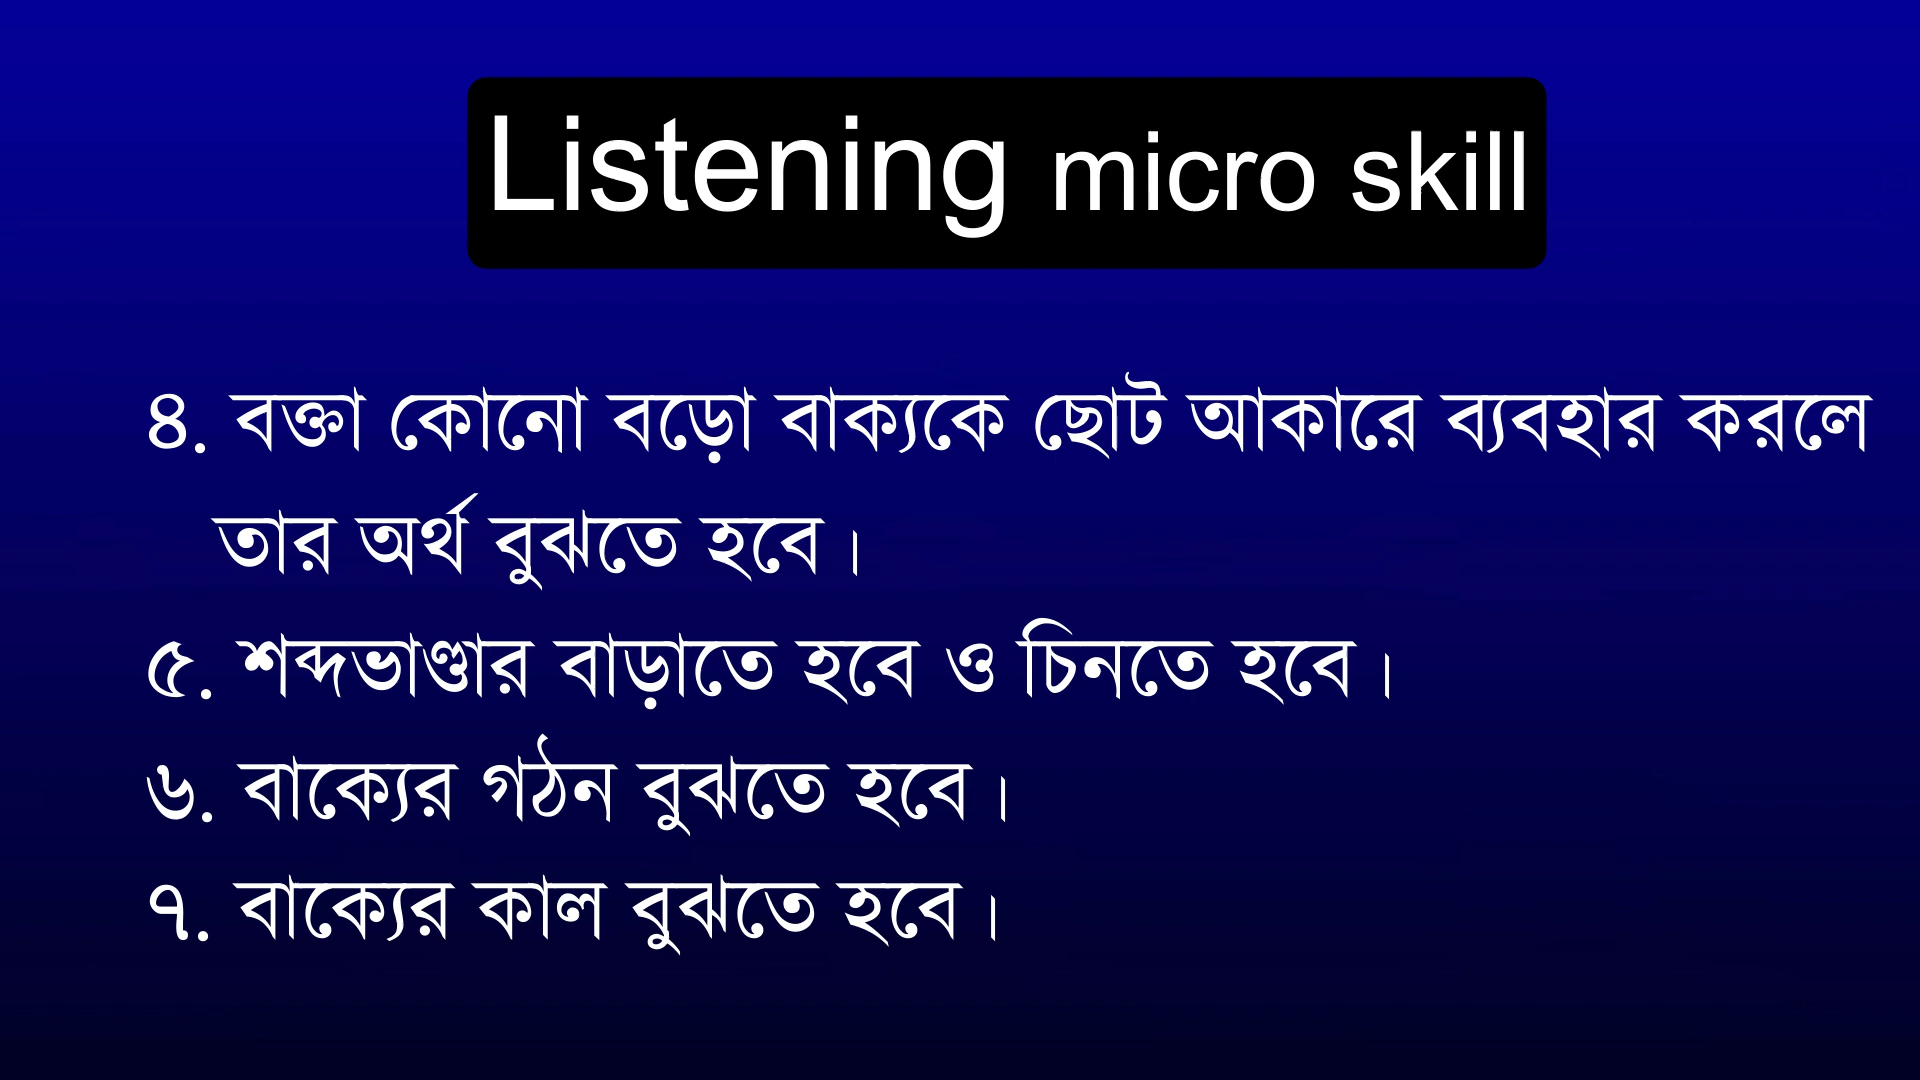 Listening micro skill
৪. বক্তা কোনো বড়ো বাক্যকে ছোট আকারে ব্যবহার করলে
তার অর্থ বুঝতে হবে।
৫. শব্দভাণ্ডার বাড়াতে হবে ও চিনতে হবে।
৬. বাক্যের গঠন বুঝতে হবে।
৭. বাক্যের কাল বুঝতে হবে।